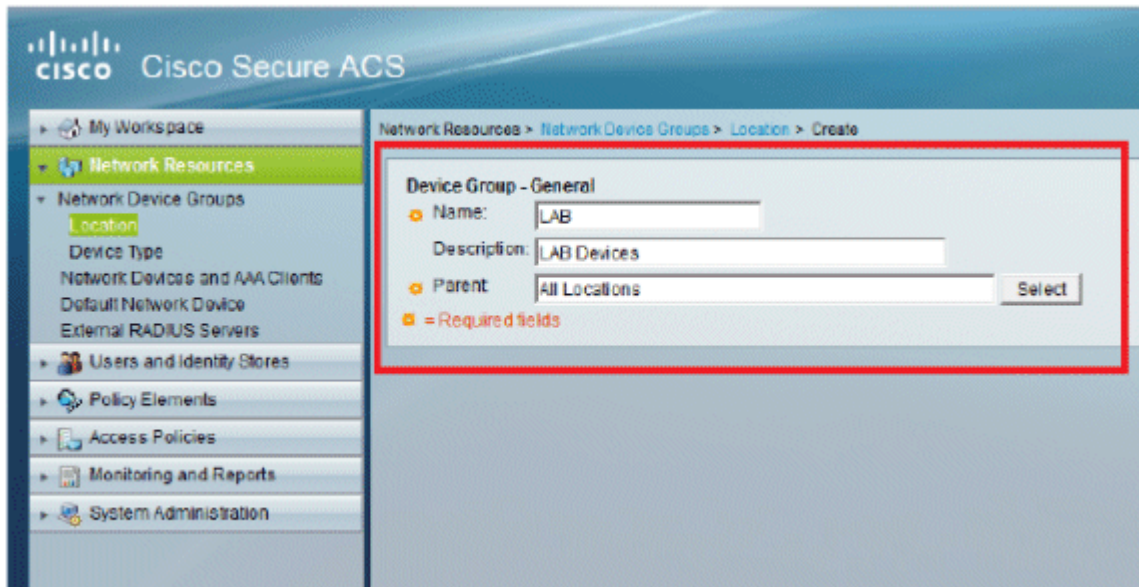 CISCO Cisco Secure ACS
My Workspace
Network Resources
Network Device Groups
Location
Device Type
Network Devices and AAA Clients
Default Network Device
External RADIUS Servers
Users and Identity Stores
Policy Elements
Access Policies
Monitoring and Reports
System Administration
Network Resources > Network Device Groups > Location > Create
Device Group - General
Name: LAB
Description: LAB Devices
Parent All Locations Select
= Required fields